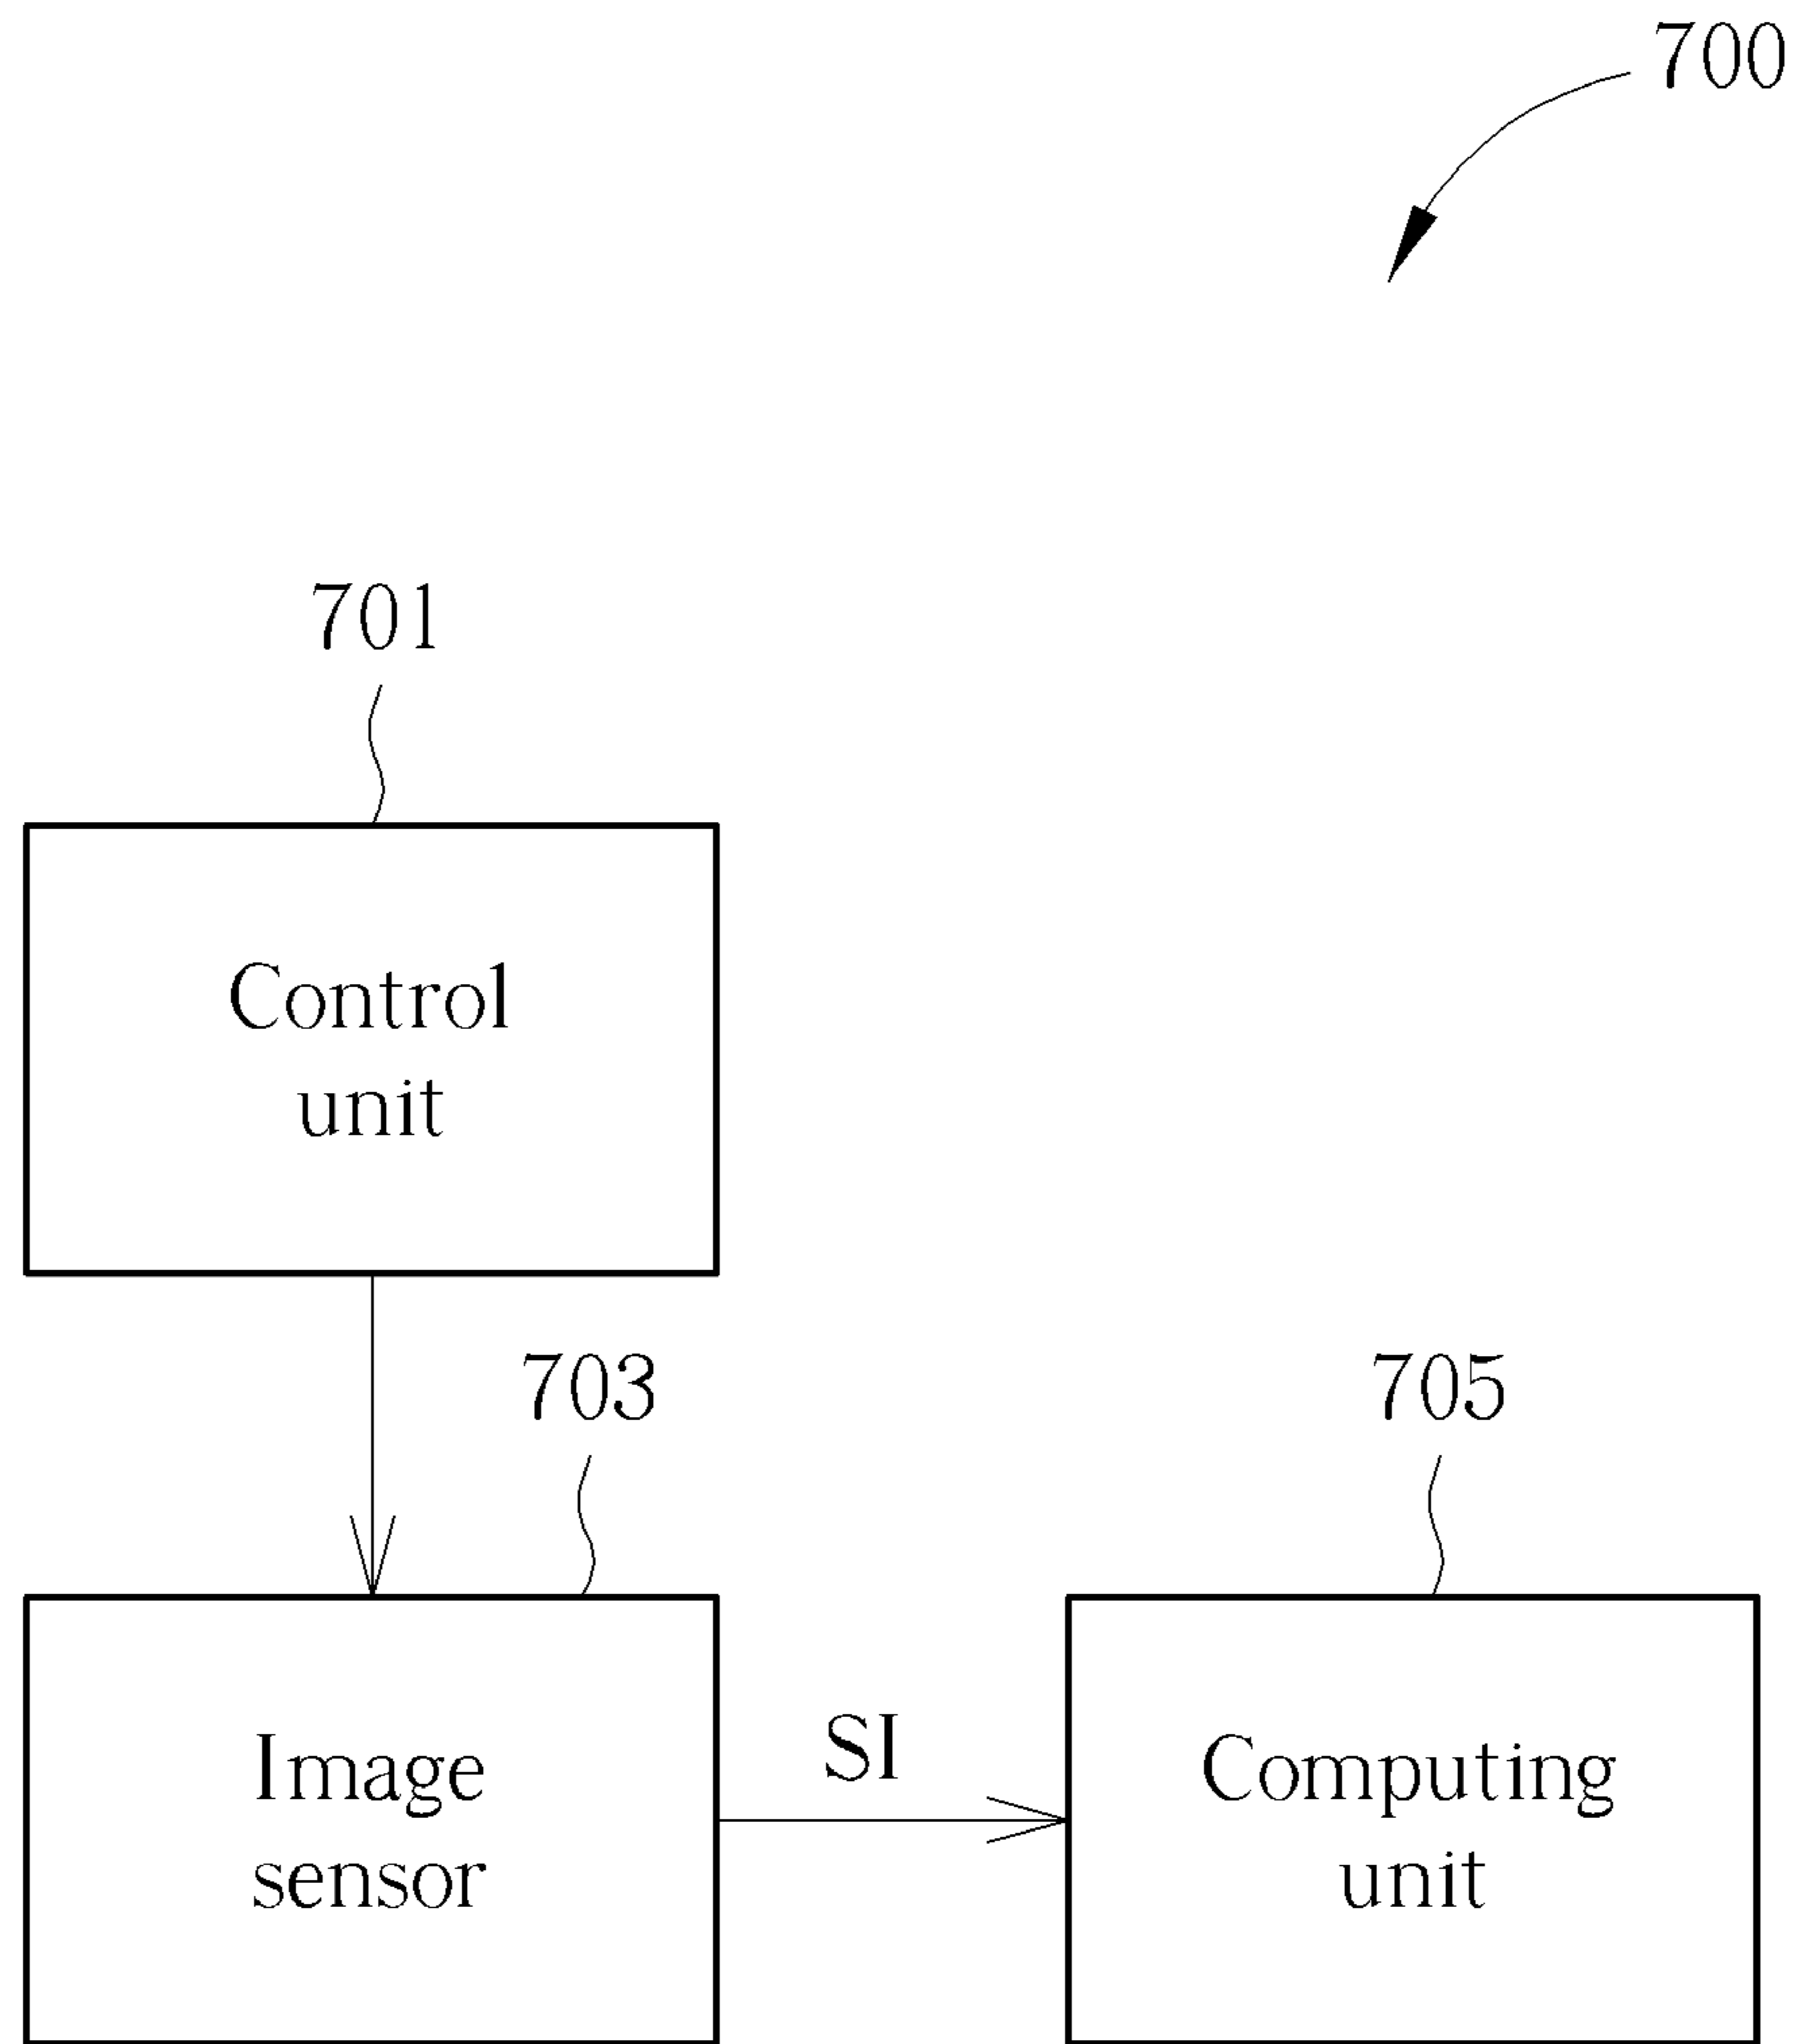 700
701
Control
unit
703
705
Image
sensor
SI
Computing
unit